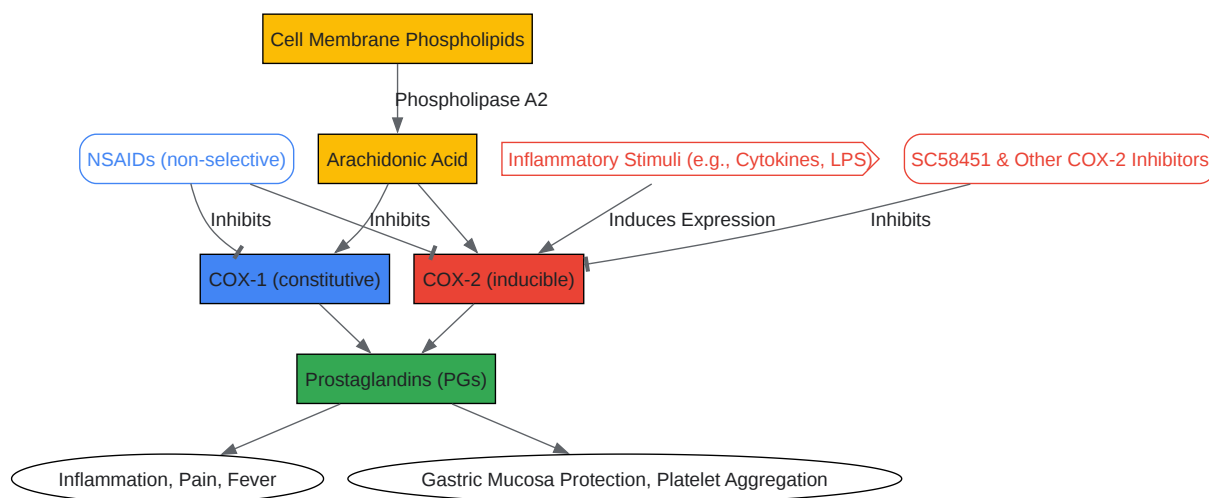 Cell Membrane Phospholipids
Phospholipase A2
NSAIDs (non-selective)
Arachidonic Acid
Inflammatory Stimuli (e.g., Cytokines, LPS)
SC58451 & Other COX-2 Inhibitors
Inhibits
Inhibits
Induces Expression
Inhibits
COX-1 (constitutive)
COX-2 (inducible)
Prostaglandins (PGs)
Inflammation, Pain, Fever
Gastric Mucosa Protection, Platelet Aggregation